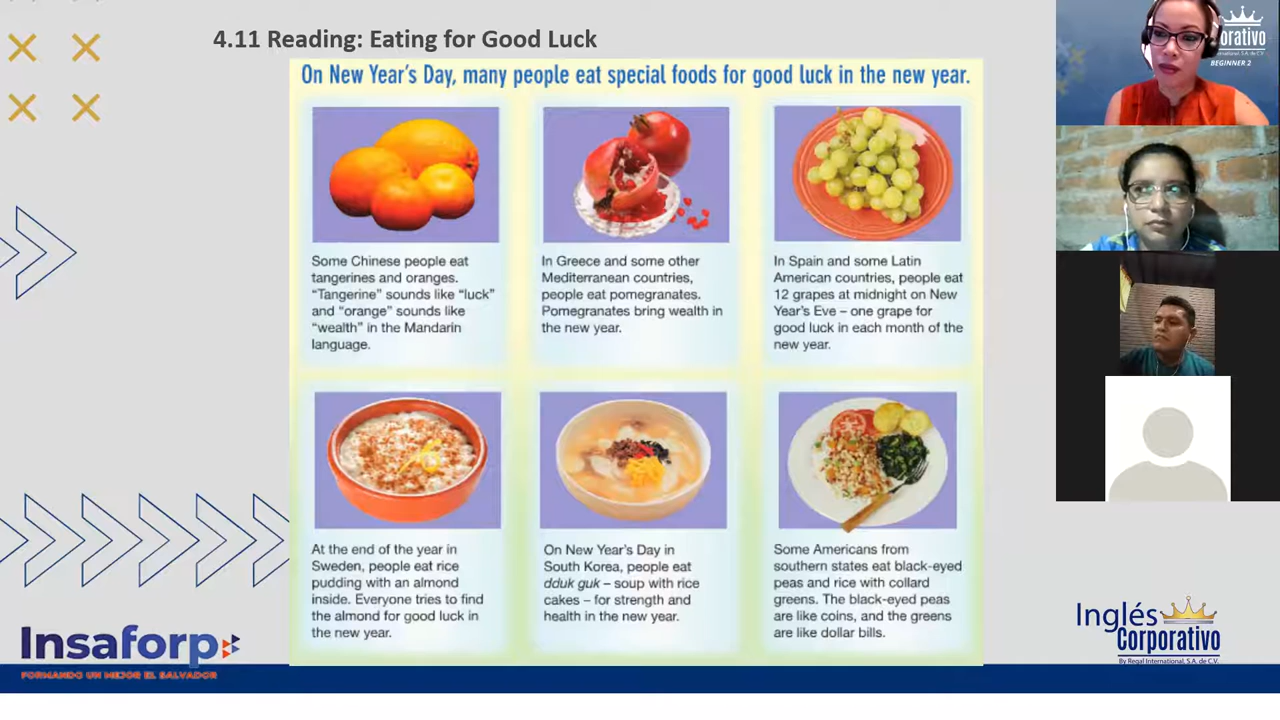 4.11 Reading: Eating for Good Luck
On New Year's Day, many people eat special foods for good luck in the new year.
Some Chinese people eat
tangerines and oranges.
"Tangerine" sounds like "luck"
and "orange" sounds like
"wealth" in the Mandarin
language.
In Greece and some other
Mediterranean countries,
people eat pomegranates.
Pomegranates bring wealth in
the new year.
In Spain and some Latin
American countries, people eat
12 grapes at midnight on New
Year's Eve – one grape for
good luck in each month of the
new year.
At the end of the year in
Sweden, people eat rice
pudding with an almond
inside. Everyone tries to find
the almond for good luck in
the new year.
On New Year's Day in
South Korea, people eat
dduk guk – soup with rice
cakes – for strength and
health in the new year.
Some Americans from
southern states eat black-eyed
peas and rice with collard
greens. The black-eyed peas
are like coins, and the greens
are like dollar bills.
Insaforp
FORMANDO UN MEJOR EL SALVADOR
Inglés
Corporativo
By Regal International, S.A. de C.V.
orativo
BEGINNER 2